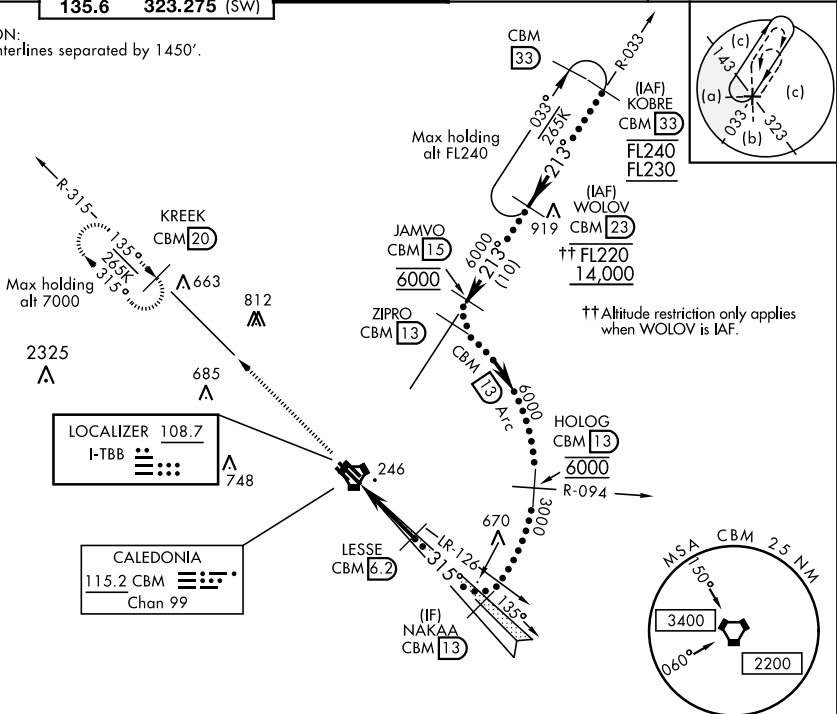 135.6 323.275 (SW)
ON:
nterlines separated by 1450'.
CBM
33
R-033
(IAF)
KOBRE
CBM 33
FL240
FL230
033°
265K
213°
Max holding
alt FL240
(c)
143
(a)
(c)
033
(b)
323
R-315
KREEK
CBM 20
135°
265K
315°
Max holding
alt 7000
663
812
2325
685
748
JAMVO
CBM 15
6000
6000
213°
(10)
919
(IAF)
WOLOV
CBM 23
†† FL220
14,000
††Altitude restriction only applies
when WOLOV is IAF.
ZIPRO
CBM 13
CBM 13 Arc
6000
HOLOG
CBM 13
6000
R-094
3000
LOCALIZER 108.7
I-TBB
246
CALEDONIA
115.2 CBM
Chan 99
670
LESSE
CBM 6.2
LR-126
315°
135°
(IF)
NAKAA
CBM 13
MSA CBM 25 NM
150°
3400
060°
2200